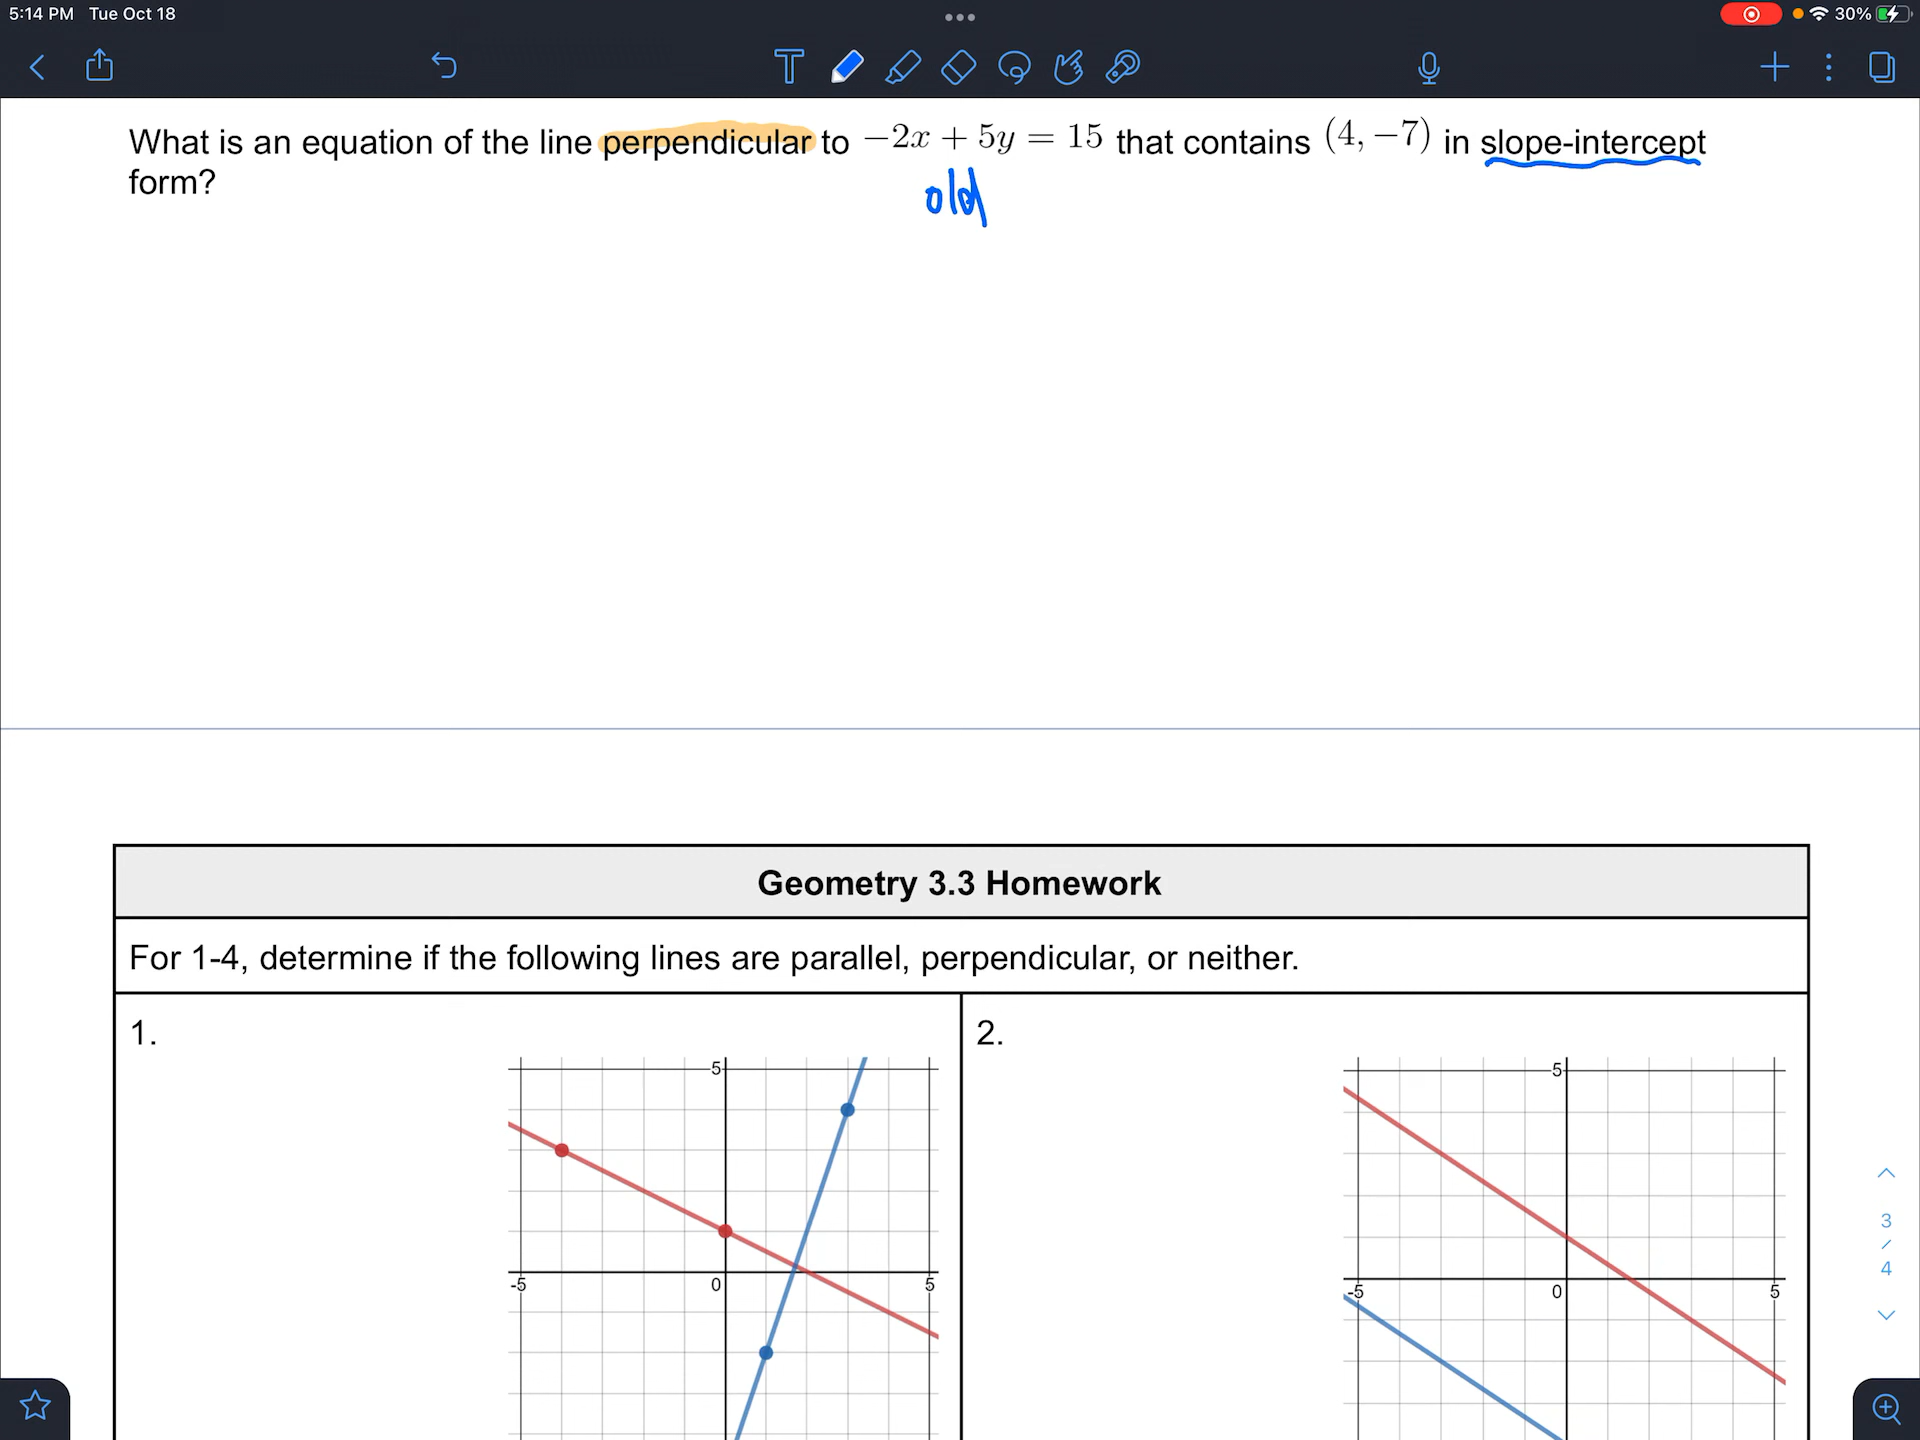 5:14 PM Tue Oct 18
30%
What is an equation of the line perpendicular to −2x + 5y = 15 that contains (4, −7) in slope-intercept
form?
old
Geometry 3.3 Homework
For 1-4, determine if the following lines are parallel, perpendicular, or neither.
1.
2.
5
5
-5
0
5
-5
0
5
3
/
4